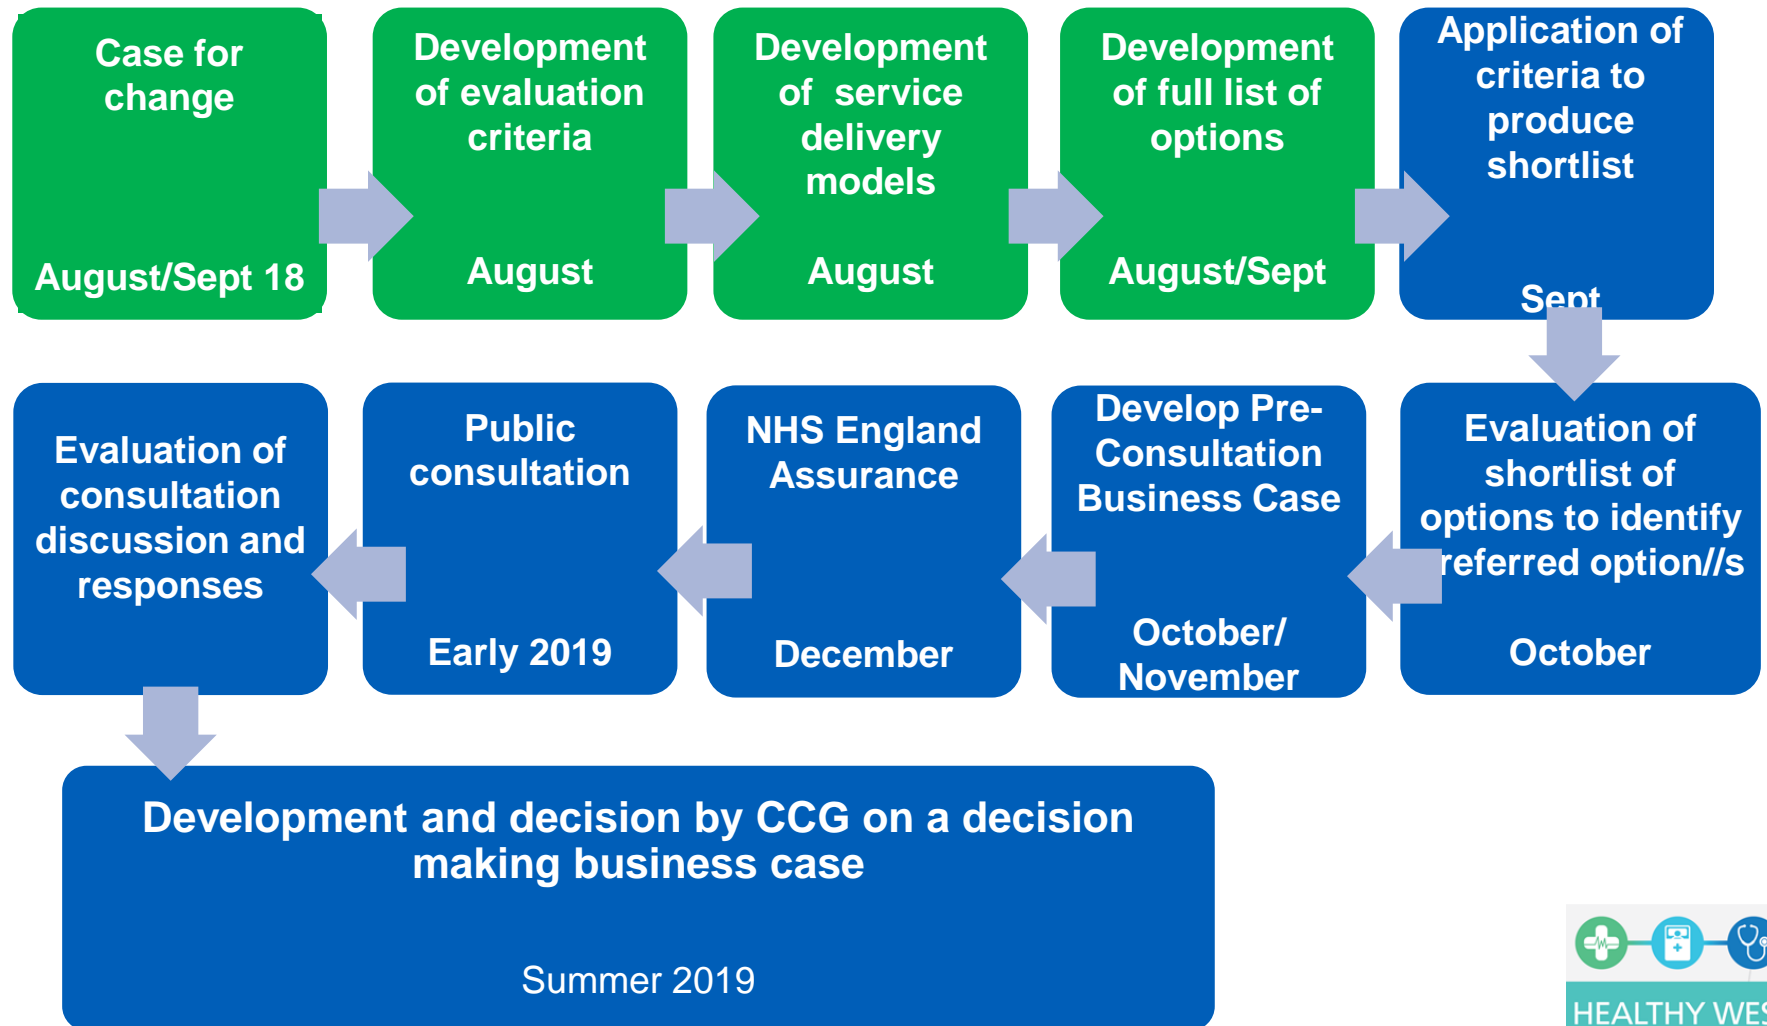 Case for
change
August/Sept 18
Development
of evaluation
criteria
August
Development
of service
delivery
models
August
Development
of full list of
options
August/Sept
Application of
criteria to
produce
shortlist
Sept
Evaluation of
shortlist of
options to identify
referred option//s
October
Develop Pre-
Consultation
Business Case
October/
November
NHS England
Assurance
December
Public
consultation
Early 2019
Evaluation of
consultation
discussion and
responses
Development and decision by CCG on a decision
making business case
Summer 2019
HEALTHY WES